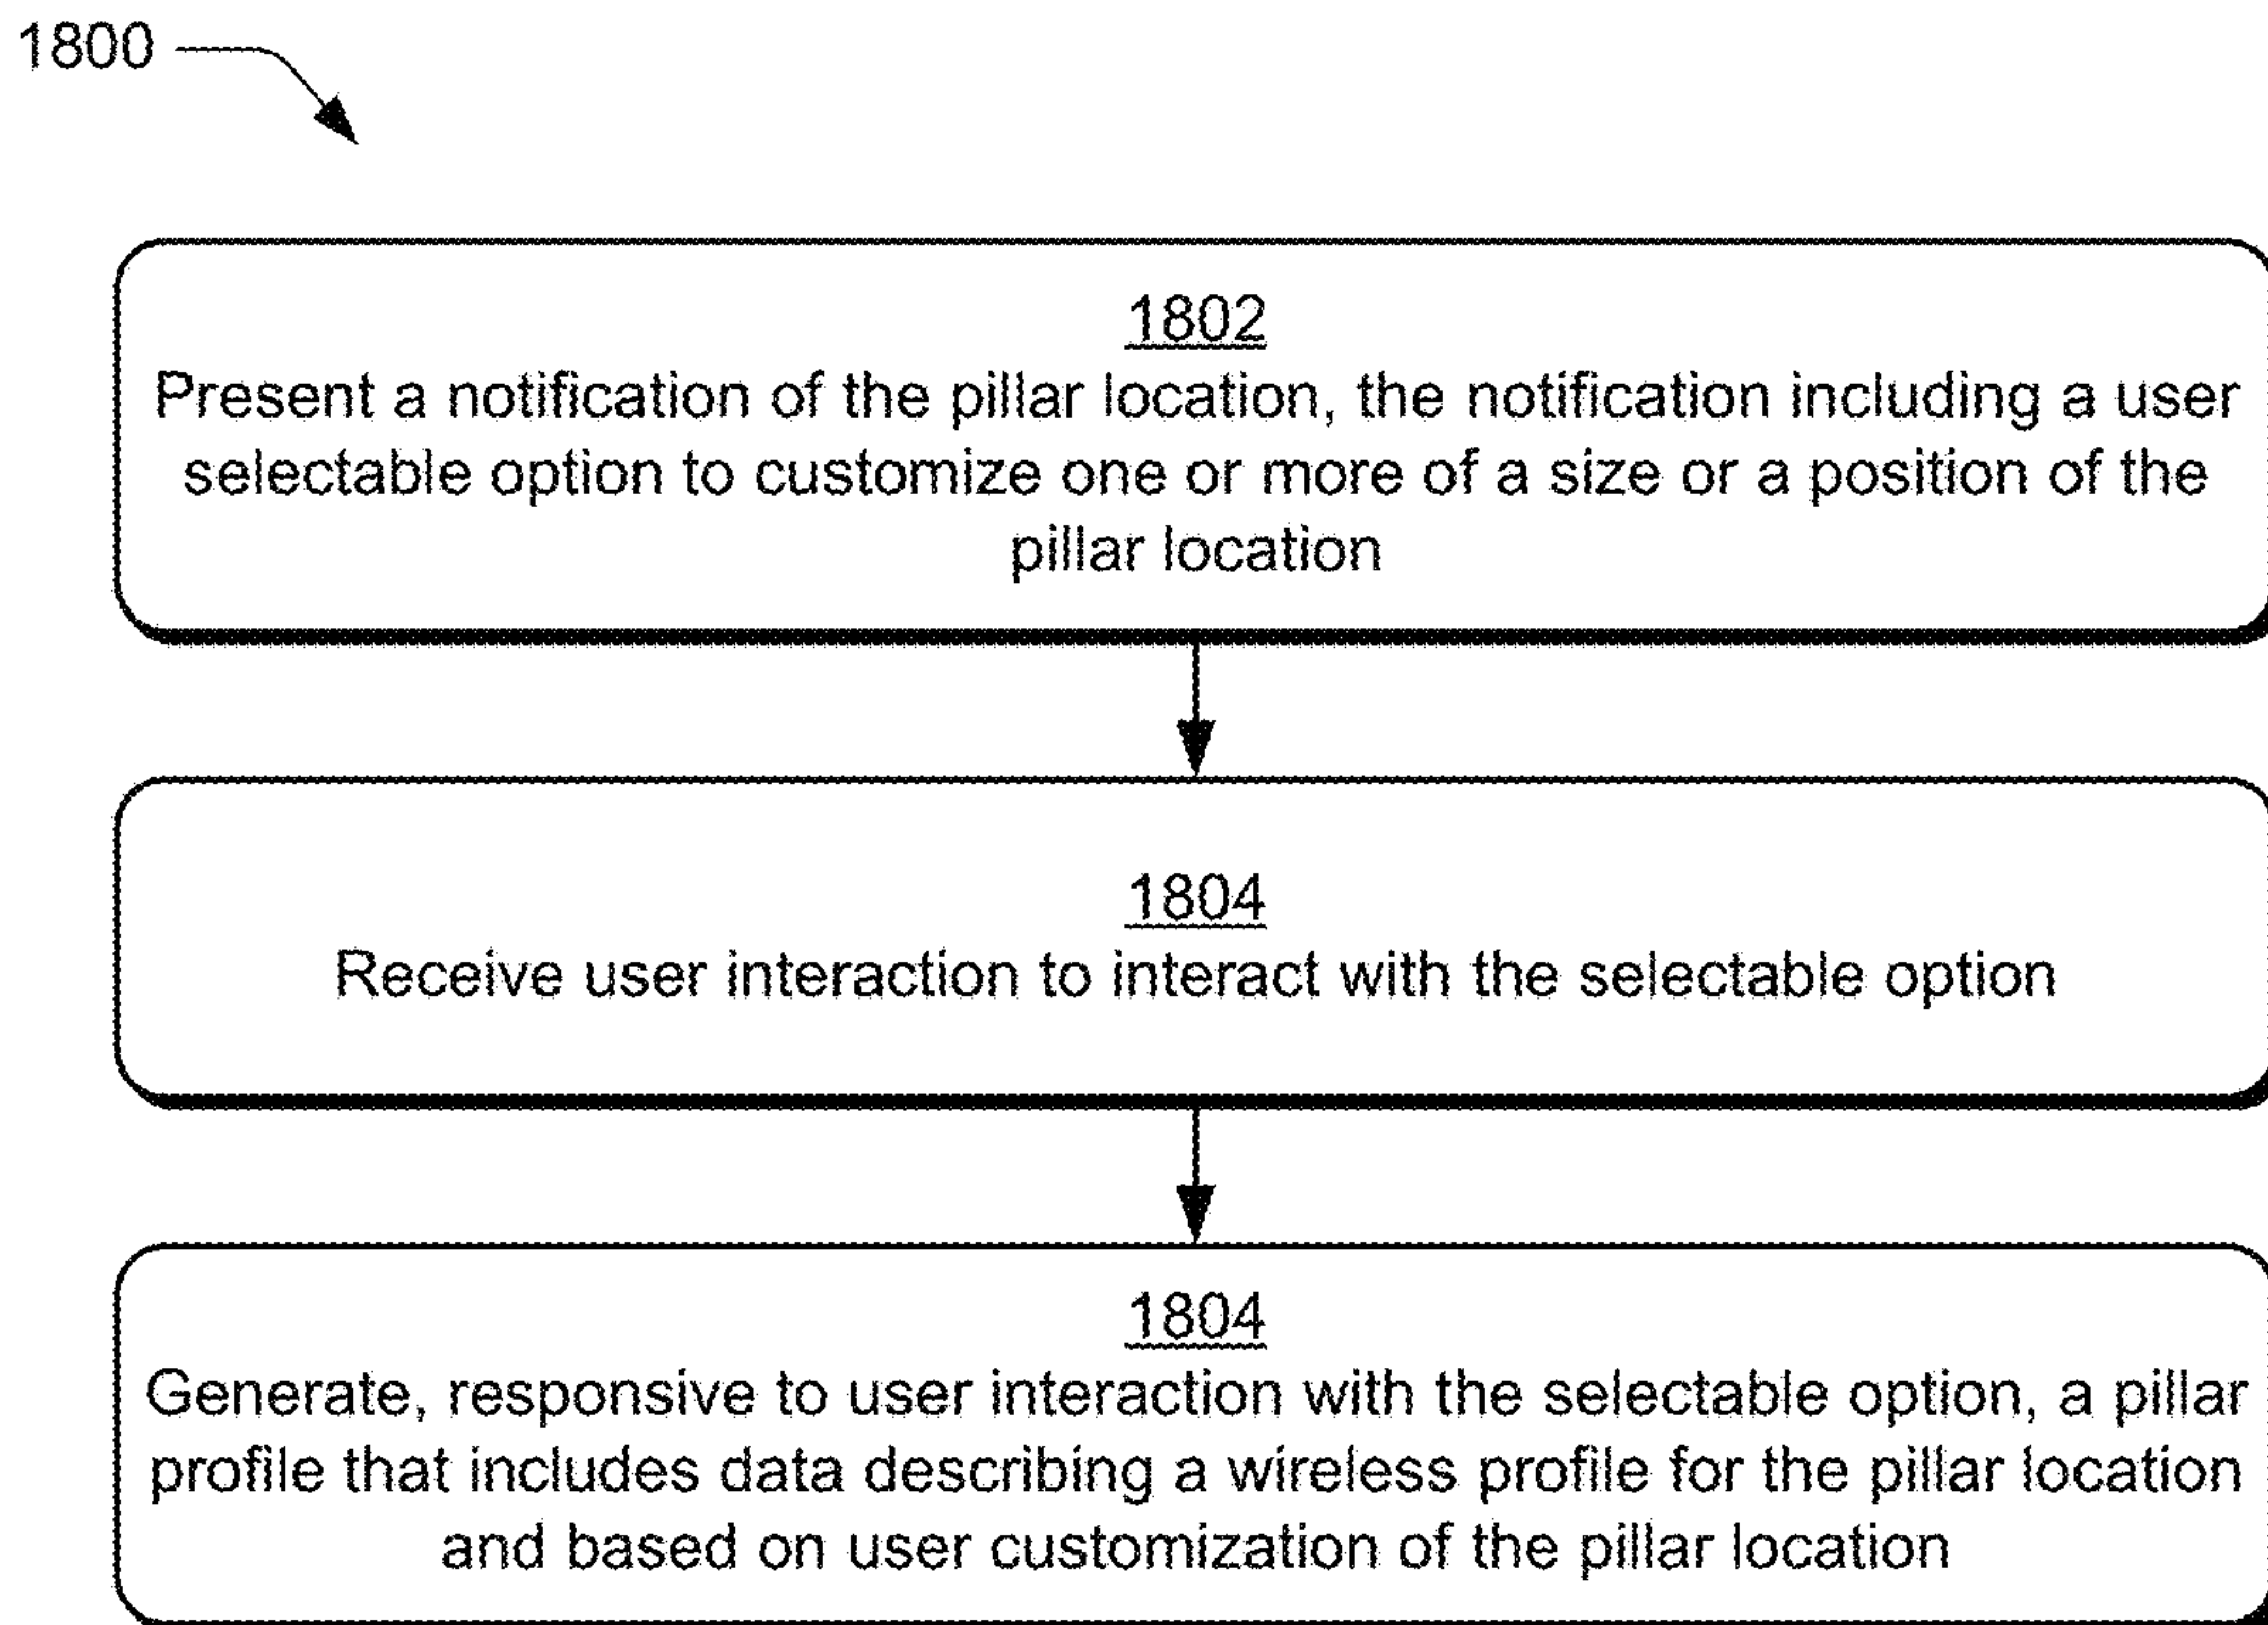 1800
1802
Present a notification of the pillar location, the notification including a user
selectable option to customize one or more of a size or a position of the
pillar location
1804
Receive user interaction to interact with the selectable option
1804
Generate, responsive to user interaction with the selectable option, a pillar
profile that includes data describing a wireless profile for the pillar location
and based on user customization of the pillar location